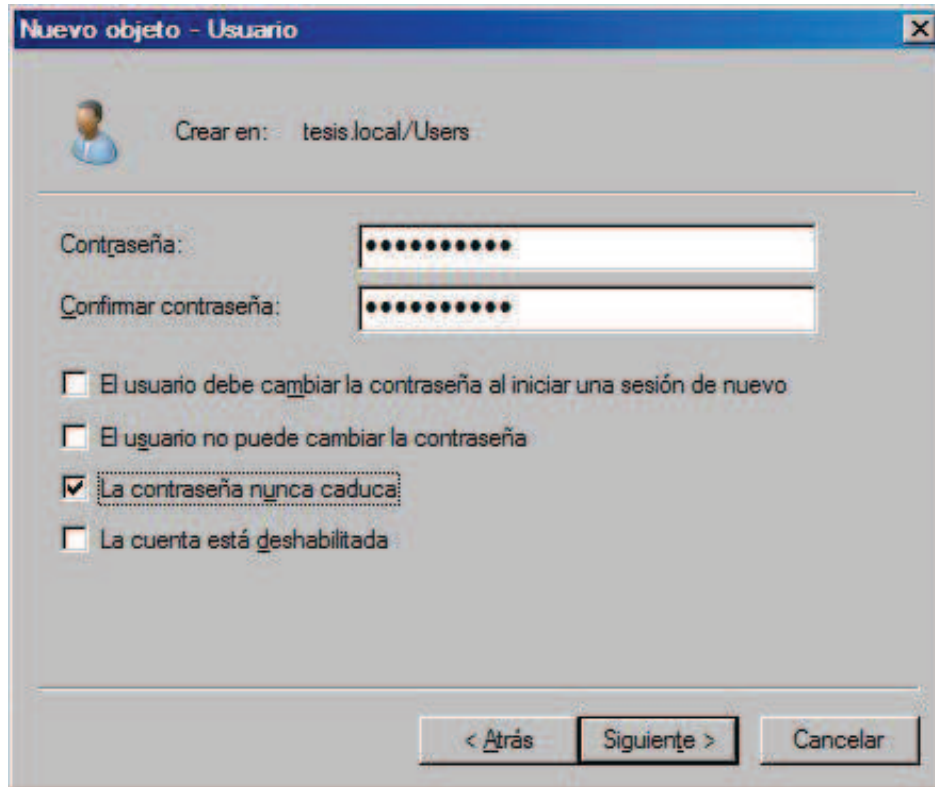 Nuevo objeto - Usuario
Crear en: tesis.local/Users
Contraseña: ●●●●●●●●●●
Confirmar contraseña: ●●●●●●●●●●
El usuario debe cambiar la contraseña al iniciar una sesión de nuevo
El usuario no puede cambiar la contraseña
La contraseña nunca caduca
La cuenta está deshabilitada
< Atrás Siguiente > Cancelar